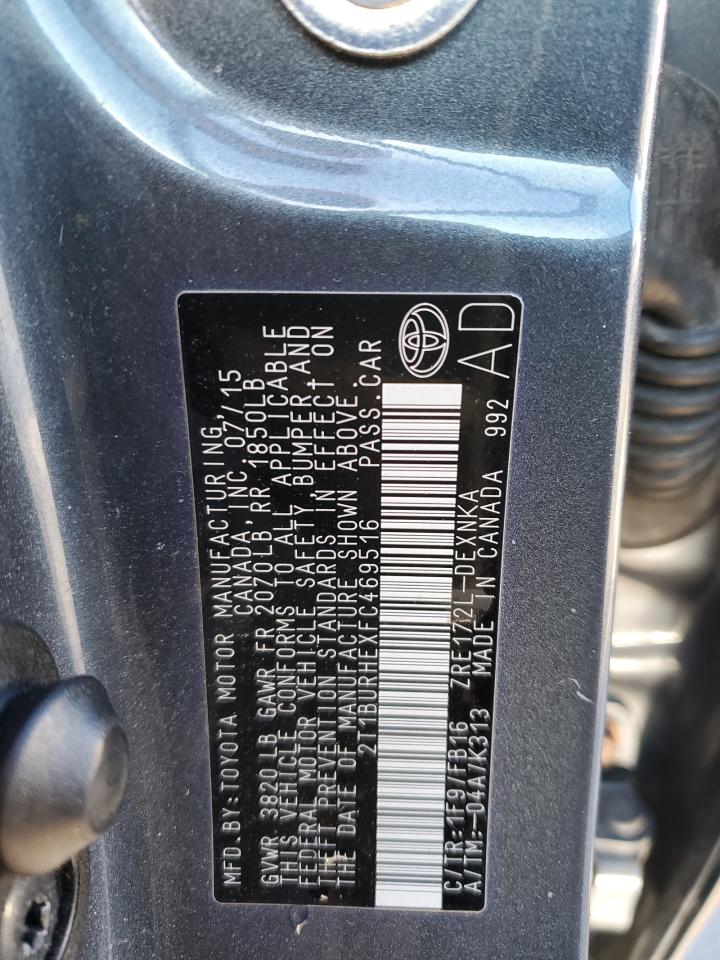 MFD. BY: TOYOTA MOTOR MANUFACTURING,
CANADA, INC. 07/15
GVWR 3820 LB GAWR FR 2070LB, RR 1850LB
THIS VEHICLE CONFORMS TO ALL APPLICABLE
FEDERAL MOTOR VEHICLE SAFETY, BUMPER, AND
THEFT PREVENTION STANDARDS IN EFFECT ON
THE DATE OF MANUFACTURE SHOWN ABOVE.
2T1BURHEXFC469516 PASS. CAR
C/TR: 1F9/FB16 ZRE172L-DEXNKA
A/TM: -04A/K313 MADE IN CANADA 992
AD